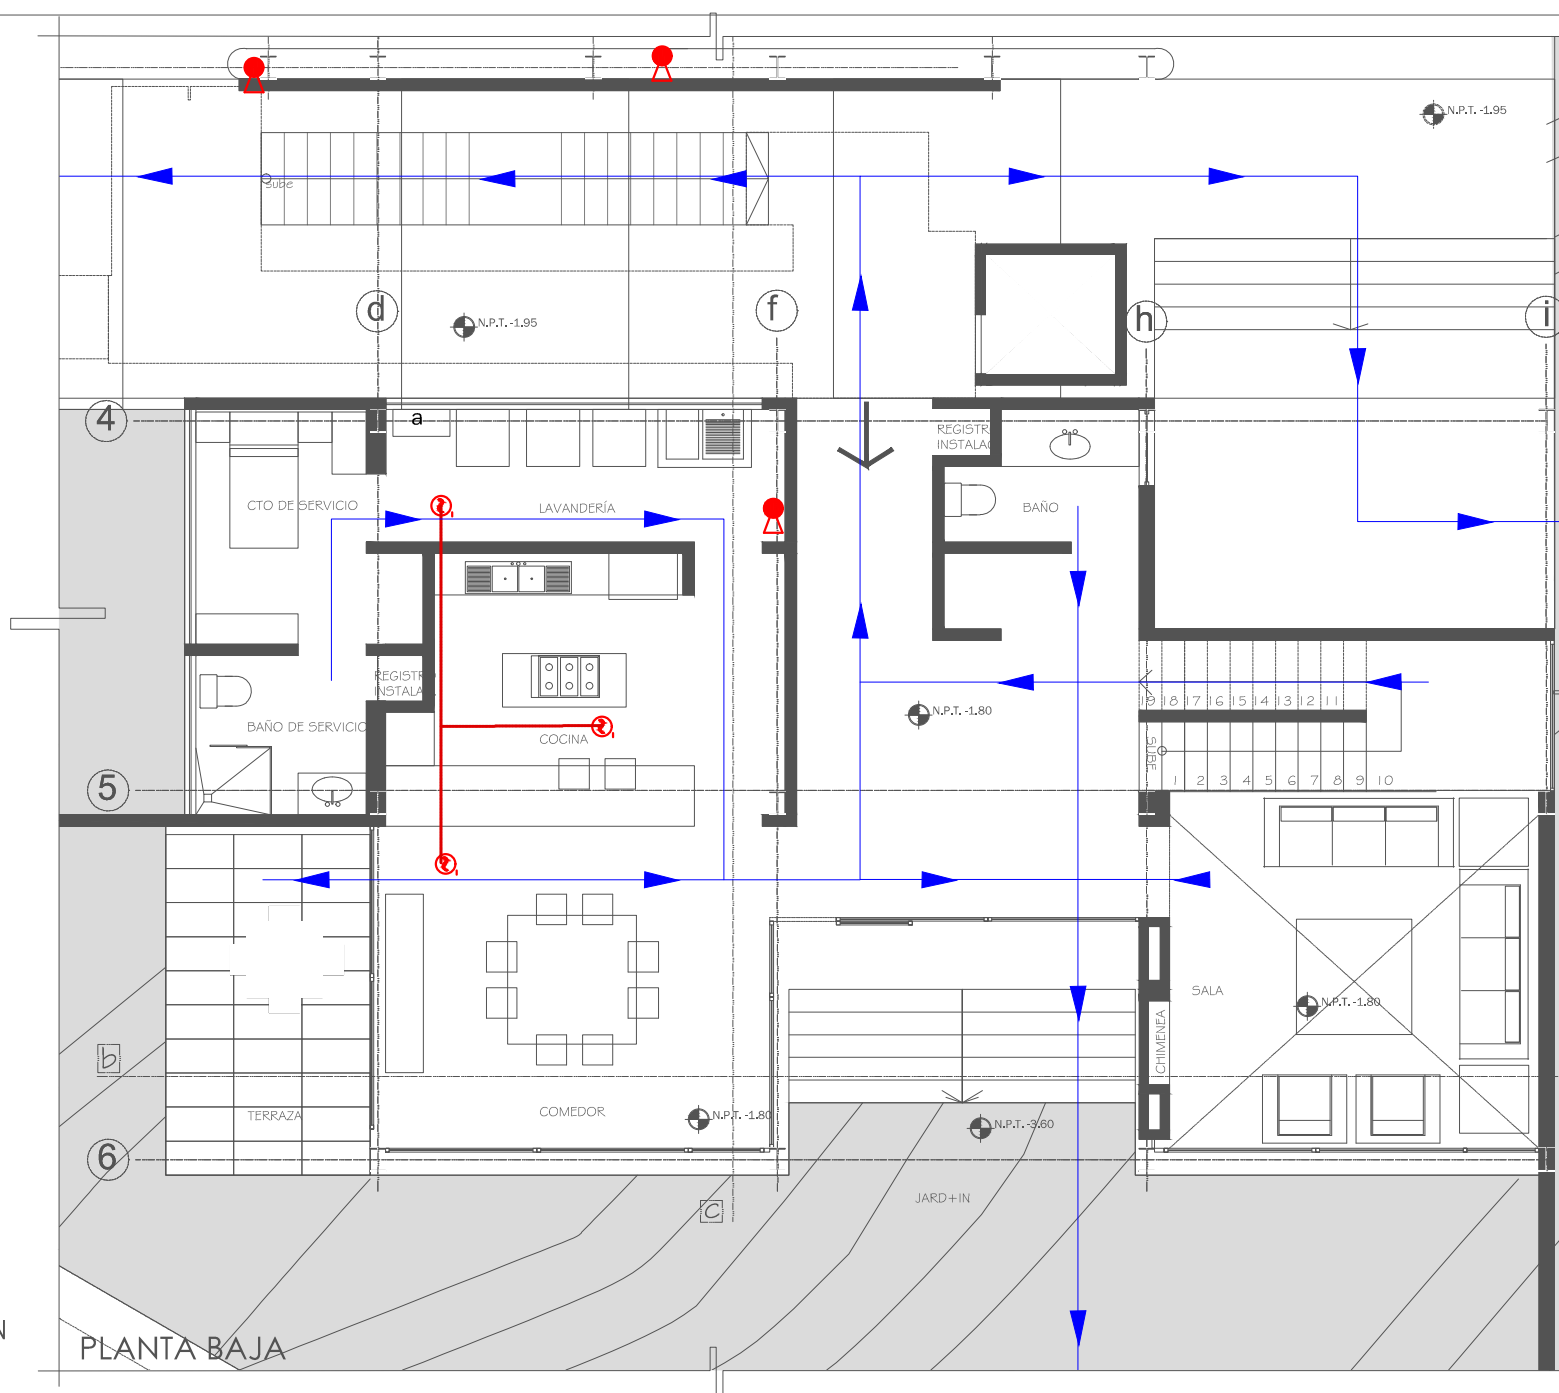 N.P.T. -1.95
sube
d
f
h
i
N.P.T. -1.95
4
a
REGISTR
INSTALAC
CTO DE SERVICIO
LAVANDERÍA
BAÑO
REGISTR
INSTALA
19 18 17 16 15 14 13 12 11
N.P.T. -1.80
BAÑO DE SERVICIO
COCINA
SUBE
1 2 3 4 5 6 7 8 9 10
5
SALA
N.P.T. -1.80
CHIMENEA
b
TERRAZA
COMEDOR
N.P.T. -1.80
N.P.T. -3.60
6
JARD+IN
C
N
PLANTA BAJA